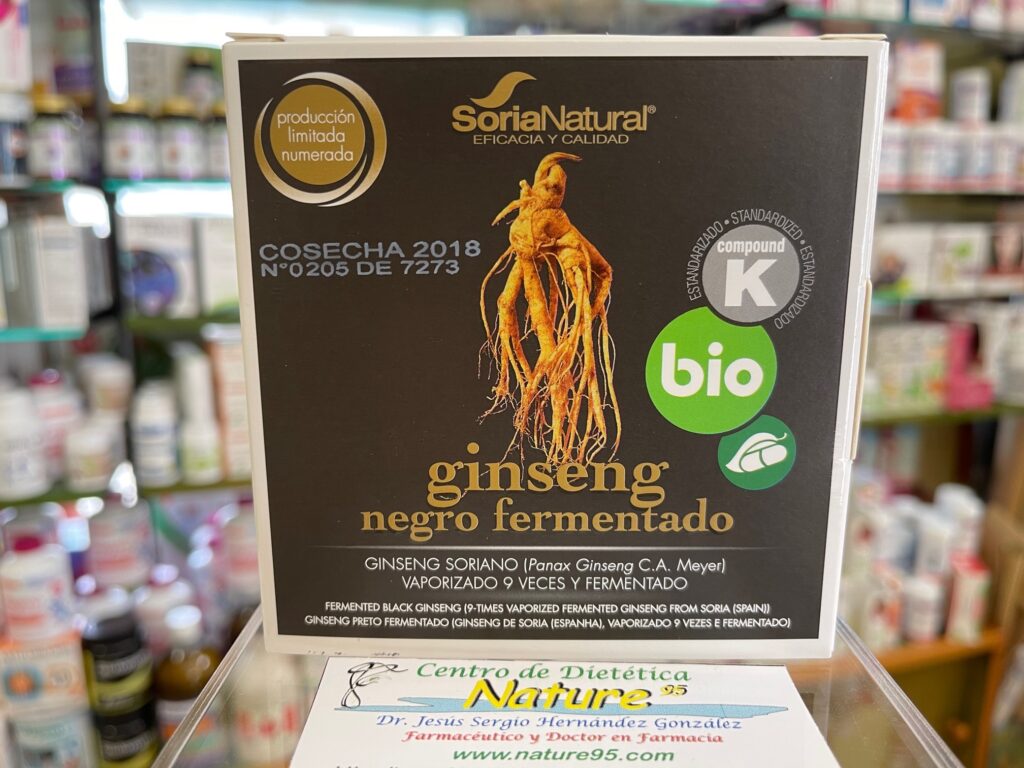 producción
limitada
numerada
SoriaNatural®
EFICACIA Y CALIDAD
COSECHA 2018
Nº0205 DE 7273
ESTANDARIZADO • STANDARDIZED • ESTANDARDIZADO
compound
K
bio
ginseng
negro fermentado
GINSENG SORIANO (Panax Ginseng C.A. Meyer)
VAPORIZADO 9 VECES Y FERMENTADO
FERMENTED BLACK GINSENG (9-TIMES VAPORIZED FERMENTED GINSENG FROM SORIA (SPAIN))
GINSENG PRETO FERMENTADO (GINSENG DE SORIA (ESPANHA), VAPORIZADO 9 VEZES E FERMENTADO)
Centro de Dietética
Nature 95
Dr. Jesús Sergio Hernández González
Farmacéutico y Doctor en Farmacia
www.nature95.com